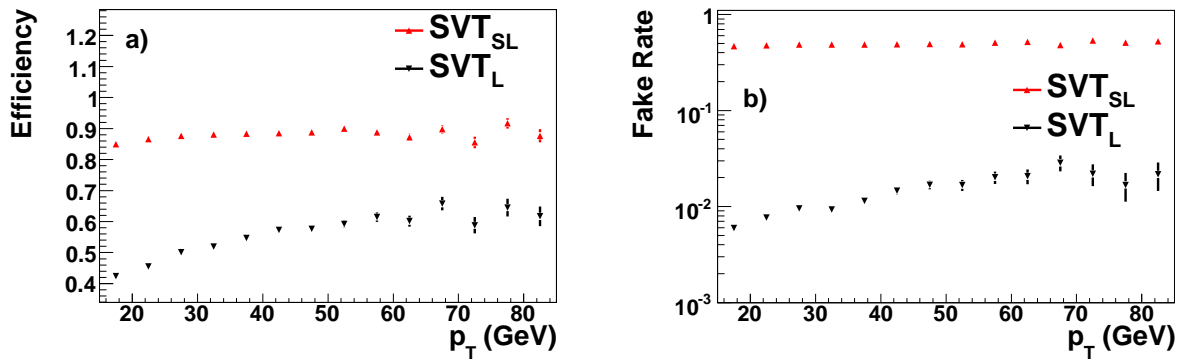 Efficiency
a)
SVT_SL
SVT_L
1.2
1.1
1
0.9
0.8
0.7
0.6
0.5
0.4
20 30 40 50 60 70 80
p_T (GeV)
Fake Rate
b)
SVT_SL
SVT_L
1
10^-1
10^-2
10^-3
20 30 40 50 60 70 80
p_T (GeV)